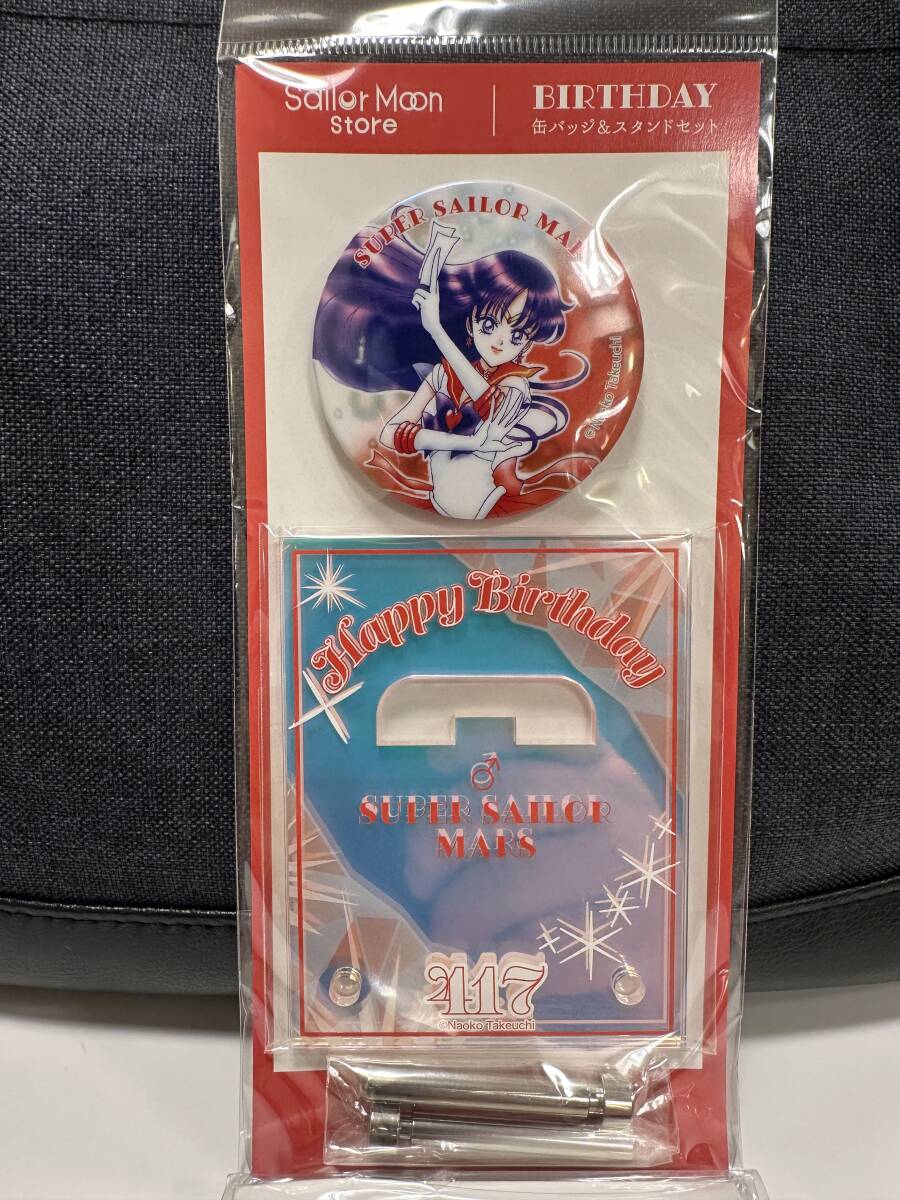 Sailor Moon
store
BIRTHDAY
缶バッジ&スタンドセット
SUPER SAILOR MAR
©Naoko Takeuchi
Happy Birthday
♂
SUPER SAILOR
MARS
417
©Naoko Takeuchi